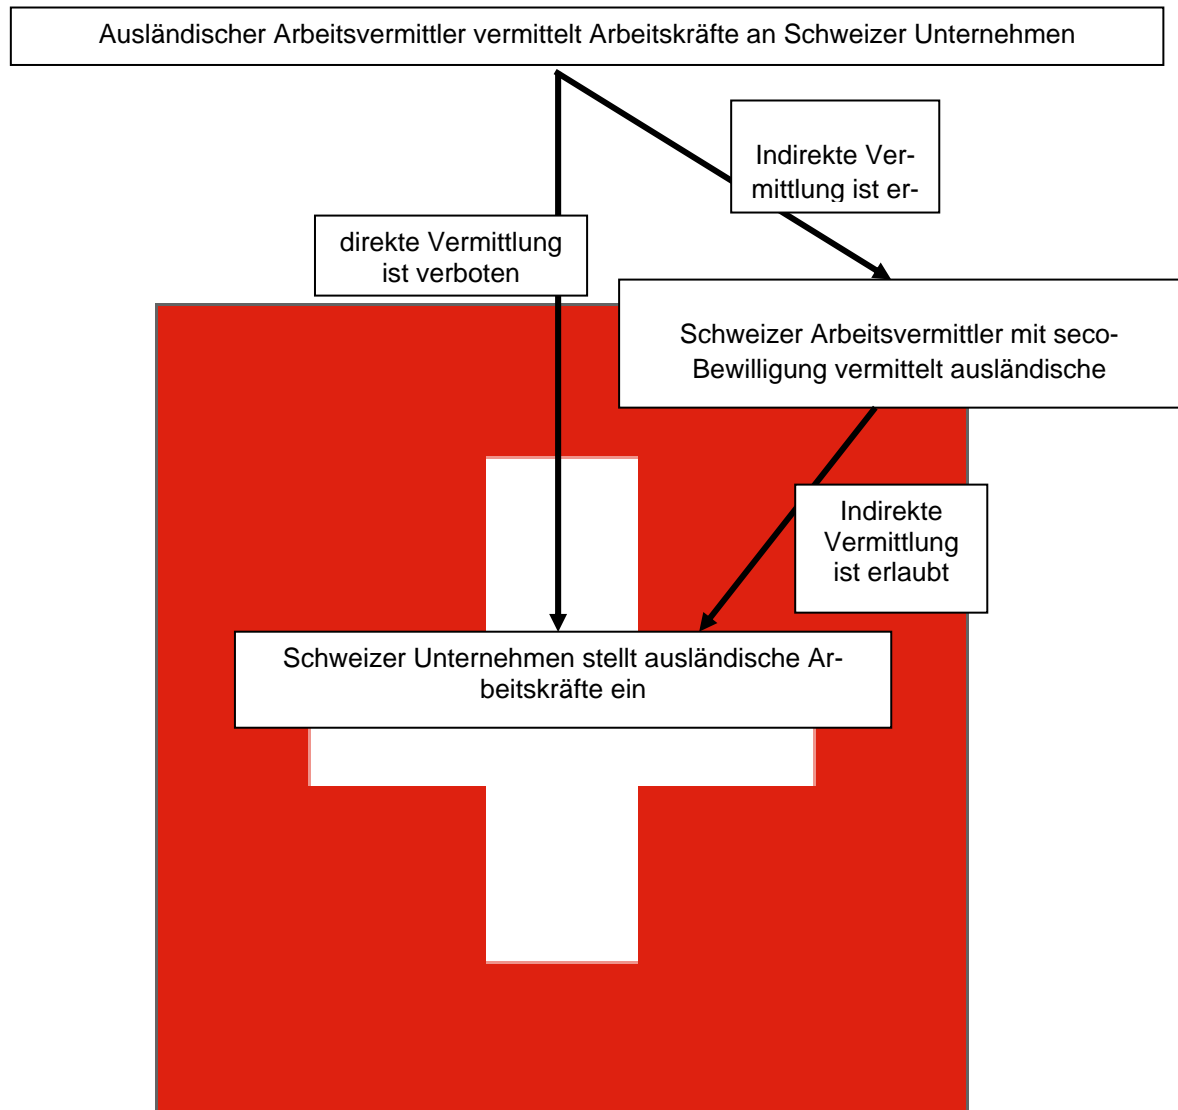 Ausländischer Arbeitsvermittler vermittelt Arbeitskräfte an Schweizer Unternehmen
Indirekte Ver-
mittlung ist er-
direkte Vermittlung
ist verboten
Schweizer Arbeitsvermittler mit seco-
Bewilligung vermittelt ausländische
Indirekte
Vermittlung
ist erlaubt
Schweizer Unternehmen stellt ausländische Ar-
beitskräfte ein